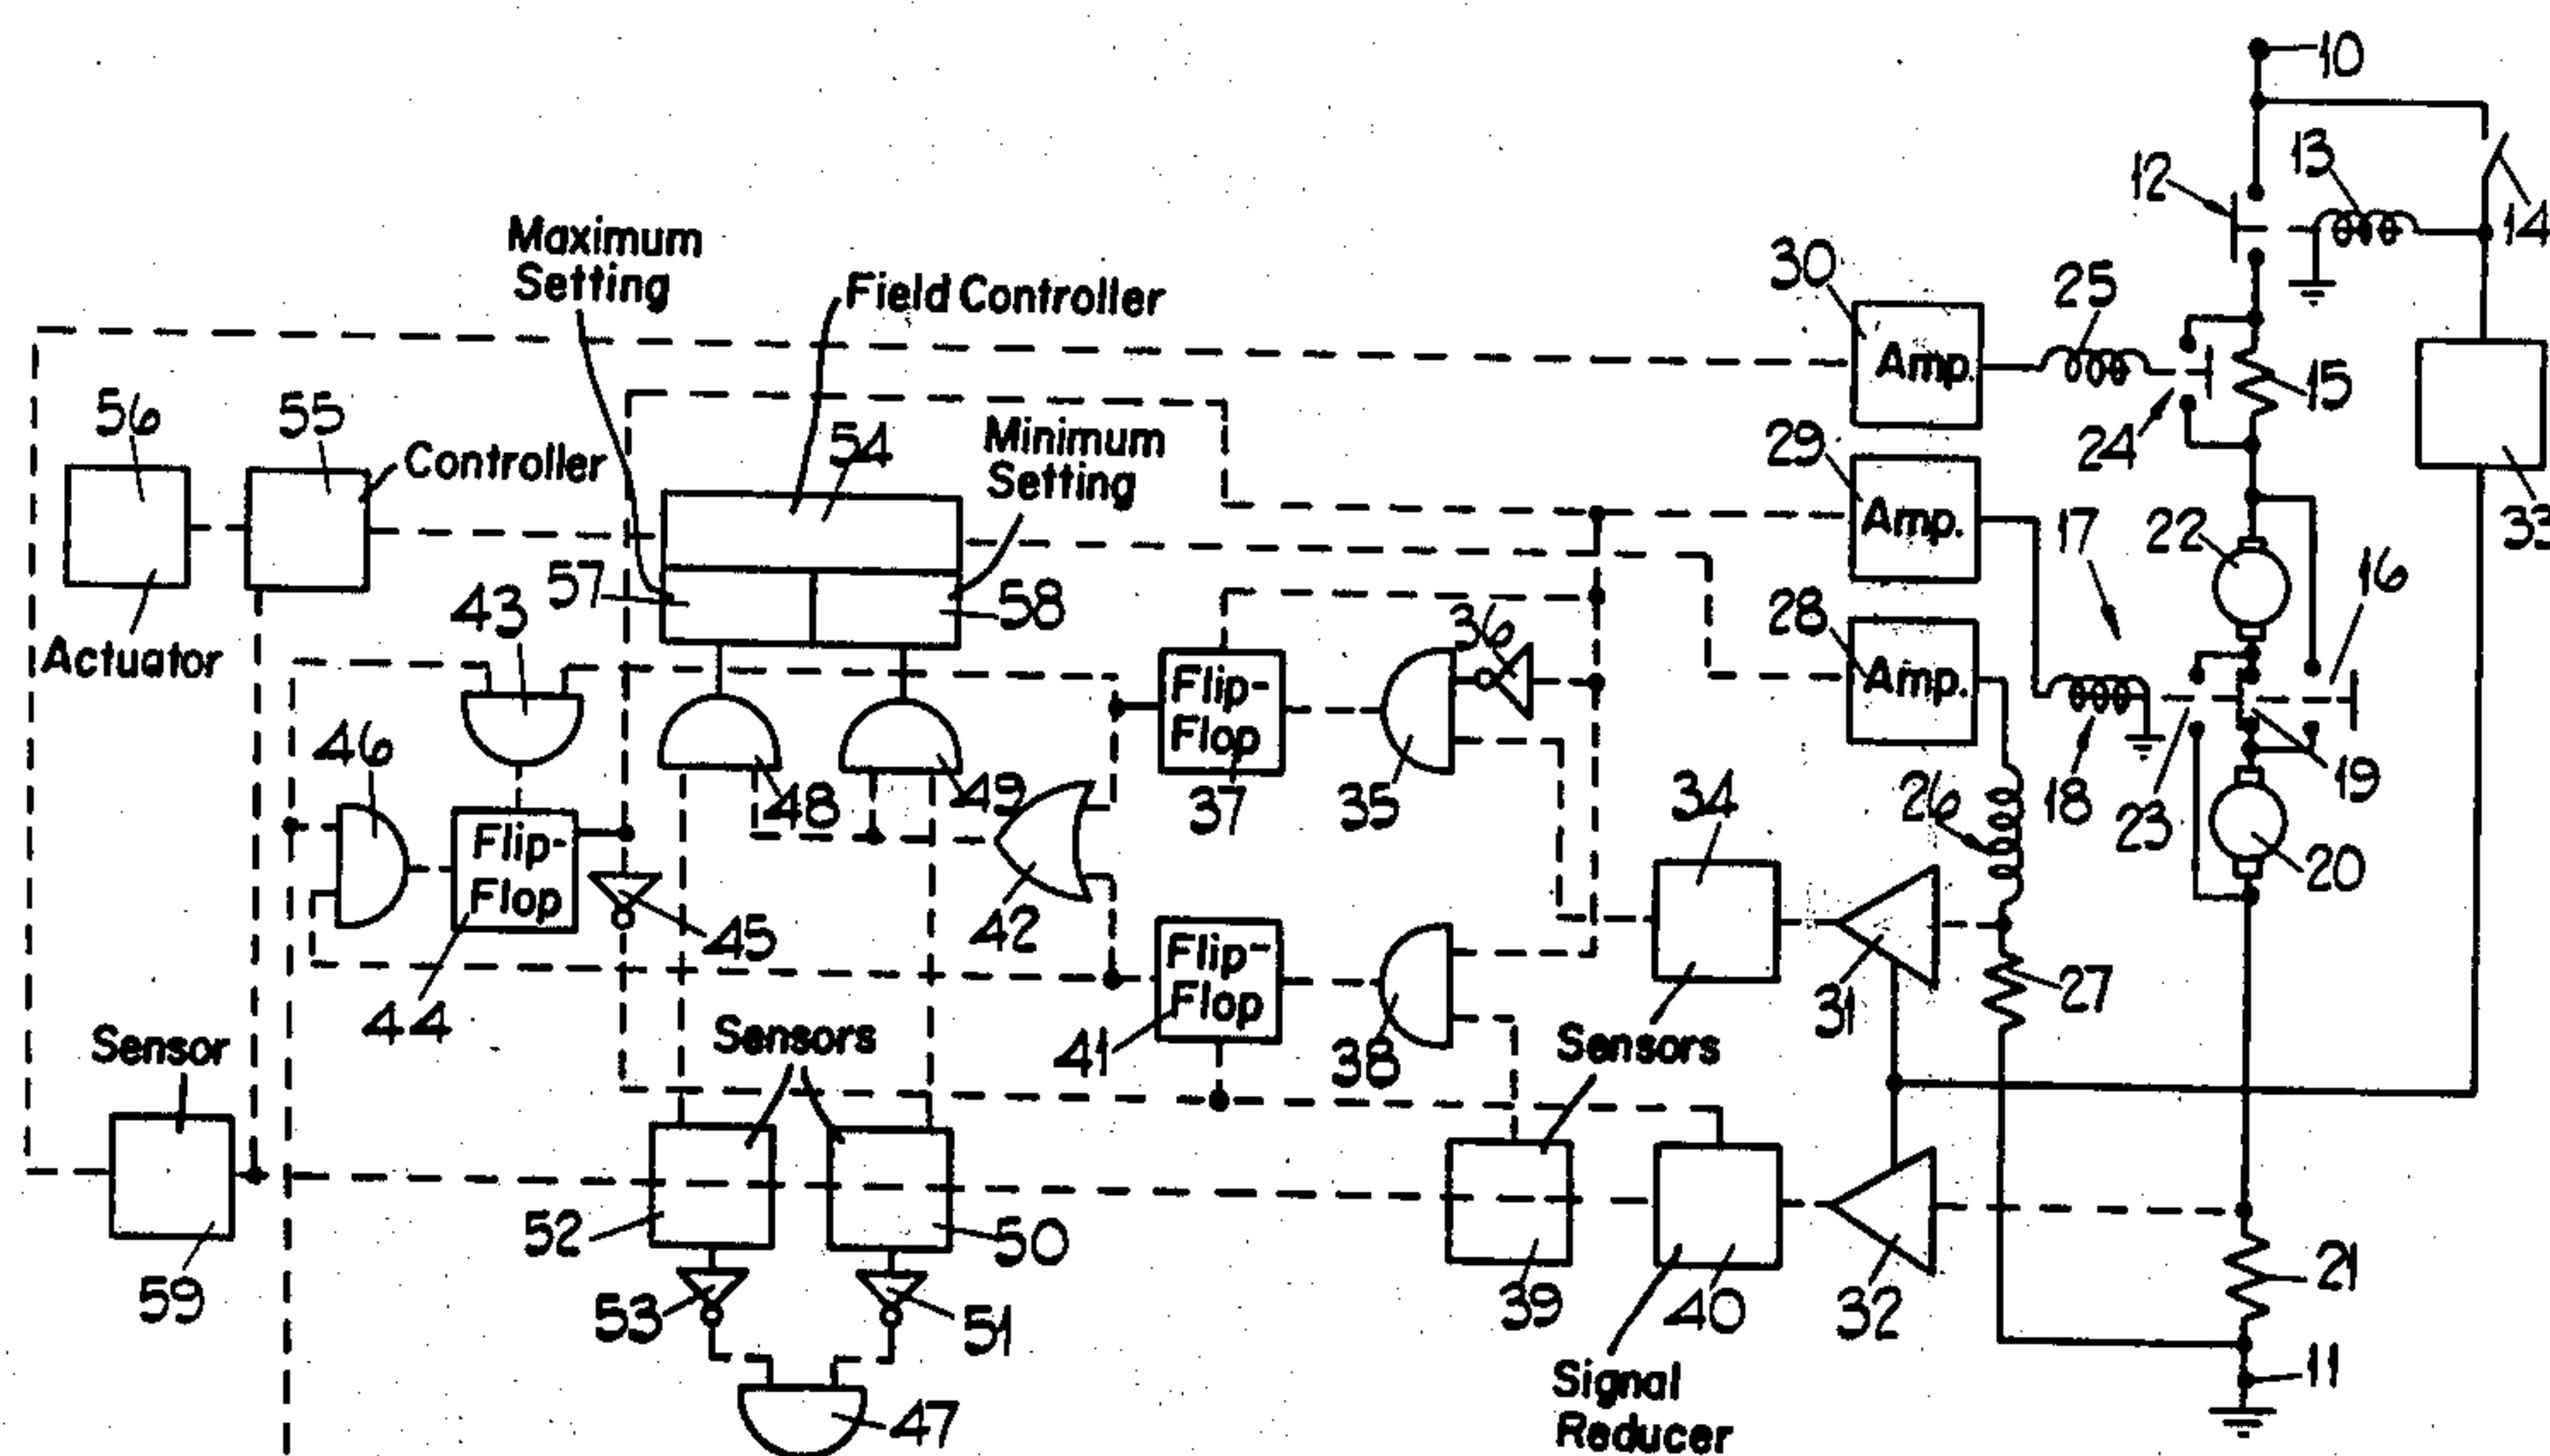 10
13
12
14
Maximum
Setting
Field Controller
30
25
Amp.
15
24
33
56
55
Controller
54
Minimum
Setting
29
Amp.
17
22
16
57
58
43
Actuator
28
Amp.
36
Flip-
Flop
37
35
46
48
49
18
23
19
20
34
26
Flip-
Flop
44
45
42
Flip-
Flop
41
38
31
27
Sensor
Sensors
Sensors
59
52
50
39
40
32
21
53
51
47
Signal
Reducer
11